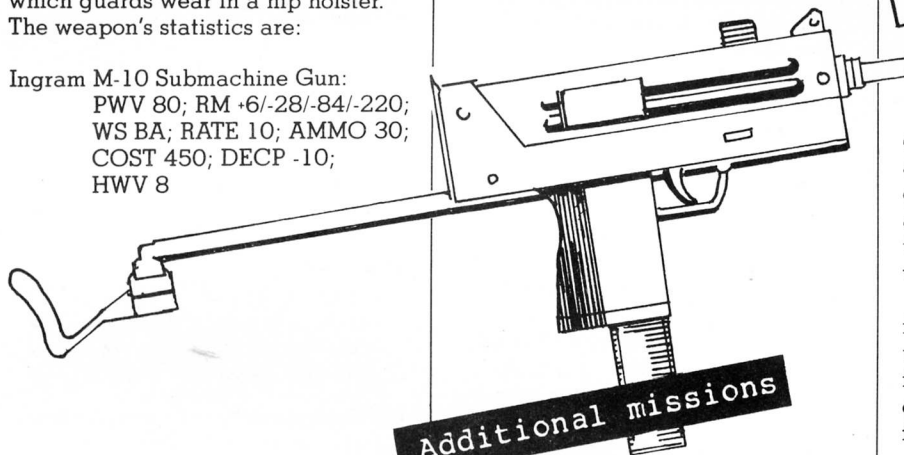 which guards wear in a hip holster.
The weapon's statistics are:
Ingram M-10 Submachine Gun:
PWV 80; RM +6/-28/-84/-220;
WS BA; RATE 10; AMMO 30;
COST 450; DECP -10;
HWV 8
Additional missions